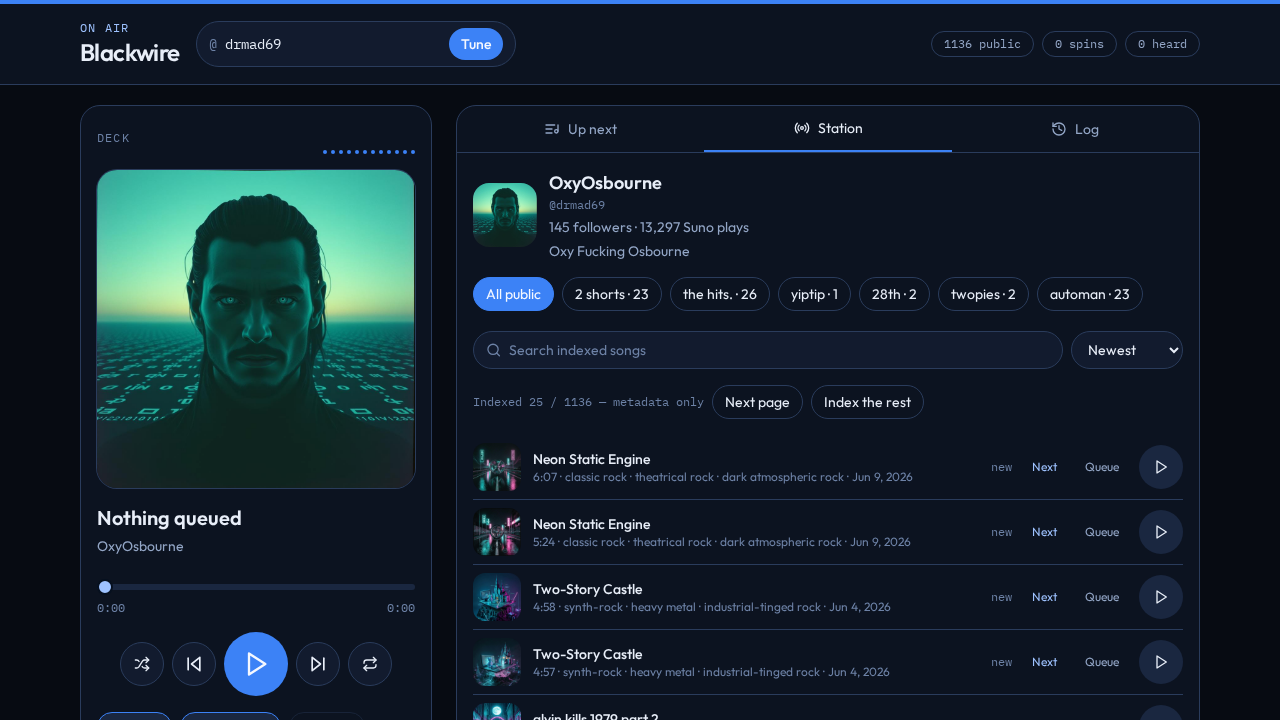 ON AIR
Blackwire
@ drmad69
Tune
1136 public
0 spins
0 heard
DECK
Nothing queued
OxyOsbourne
0:00
0:00
Up next
Station
Log
OxyOsbourne
@drmad69
145 followers · 13,297 Suno plays
Oxy Fucking Osbourne
All public
2 shorts · 23
the hits. · 26
yiptip · 1
28th · 2
twopies · 2
automan · 23
Search indexed songs
Newest
Indexed 25 / 1136 — metadata only
Next page
Index the rest
Neon Static Engine
6:07 · classic rock · theatrical rock · dark atmospheric rock · Jun 9, 2026
new
Next
Queue
Neon Static Engine
5:24 · classic rock · theatrical rock · dark atmospheric rock · Jun 9, 2026
new
Next
Queue
Two-Story Castle
4:58 · synth-rock · heavy metal · industrial-tinged rock · Jun 4, 2026
new
Next
Queue
Two-Story Castle
4:57 · synth-rock · heavy metal · industrial-tinged rock · Jun 4, 2026
new
Next
Queue
alvin kills 1979 part 2